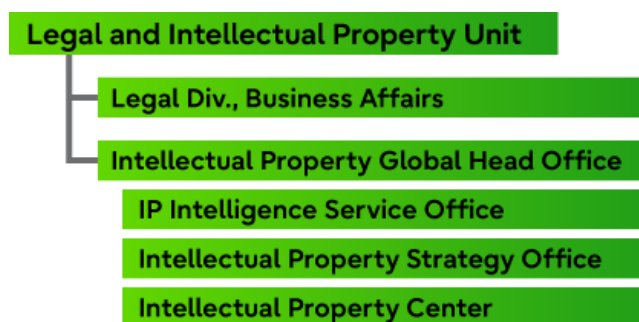 Legal and Intellectual Property Unit
Legal Div., Business Affairs
Intellectual Property Global Head Office
IP Intelligence Service Office
Intellectual Property Strategy Office
Intellectual Property Center